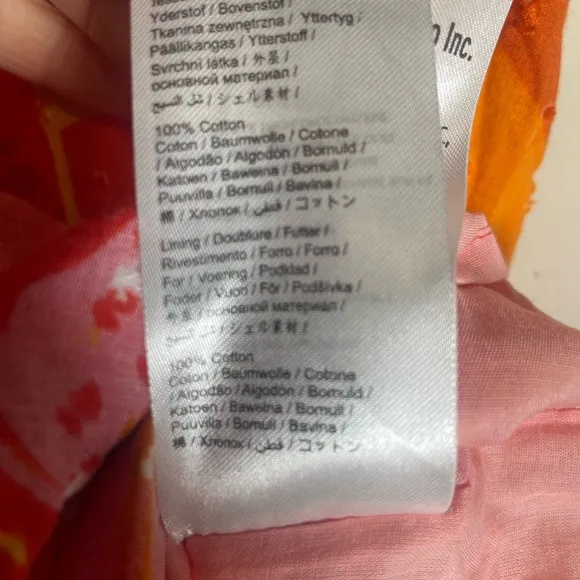 Yderstof / Bovenstof /
Tkanina zewnętrzna / Yttertyg /
Päällikangas / Ytterstoff /
Svrchní látka / 外层 /
основной материал /
/ シェル素材 /
100% Cotton
Coton / Baumwolle / Cotone
/ Algodão / Algodón / Bomuld /
Katoen / Bawełna / Bomull /
Puuvilla / Bomull / Bavlna /
棉 / Хлопок / قطن / コットン
Lining / Doublure / Futter /
Rivestimento / Forro / Forro /
For / Voering / Podklad /
Foder / Vuori / Fôr / Podšívka /
外层 / основной материал /
/ シェル素材 /
100% Cotton
Coton / Baumwolle / Cotone
/ Algodão / Algodón / Bomuld /
Katoen / Bawełna / Bomull /
Puuvilla / Bomull / Bavlna /
棉 / Хлопок / قطن / コットン
Inc.